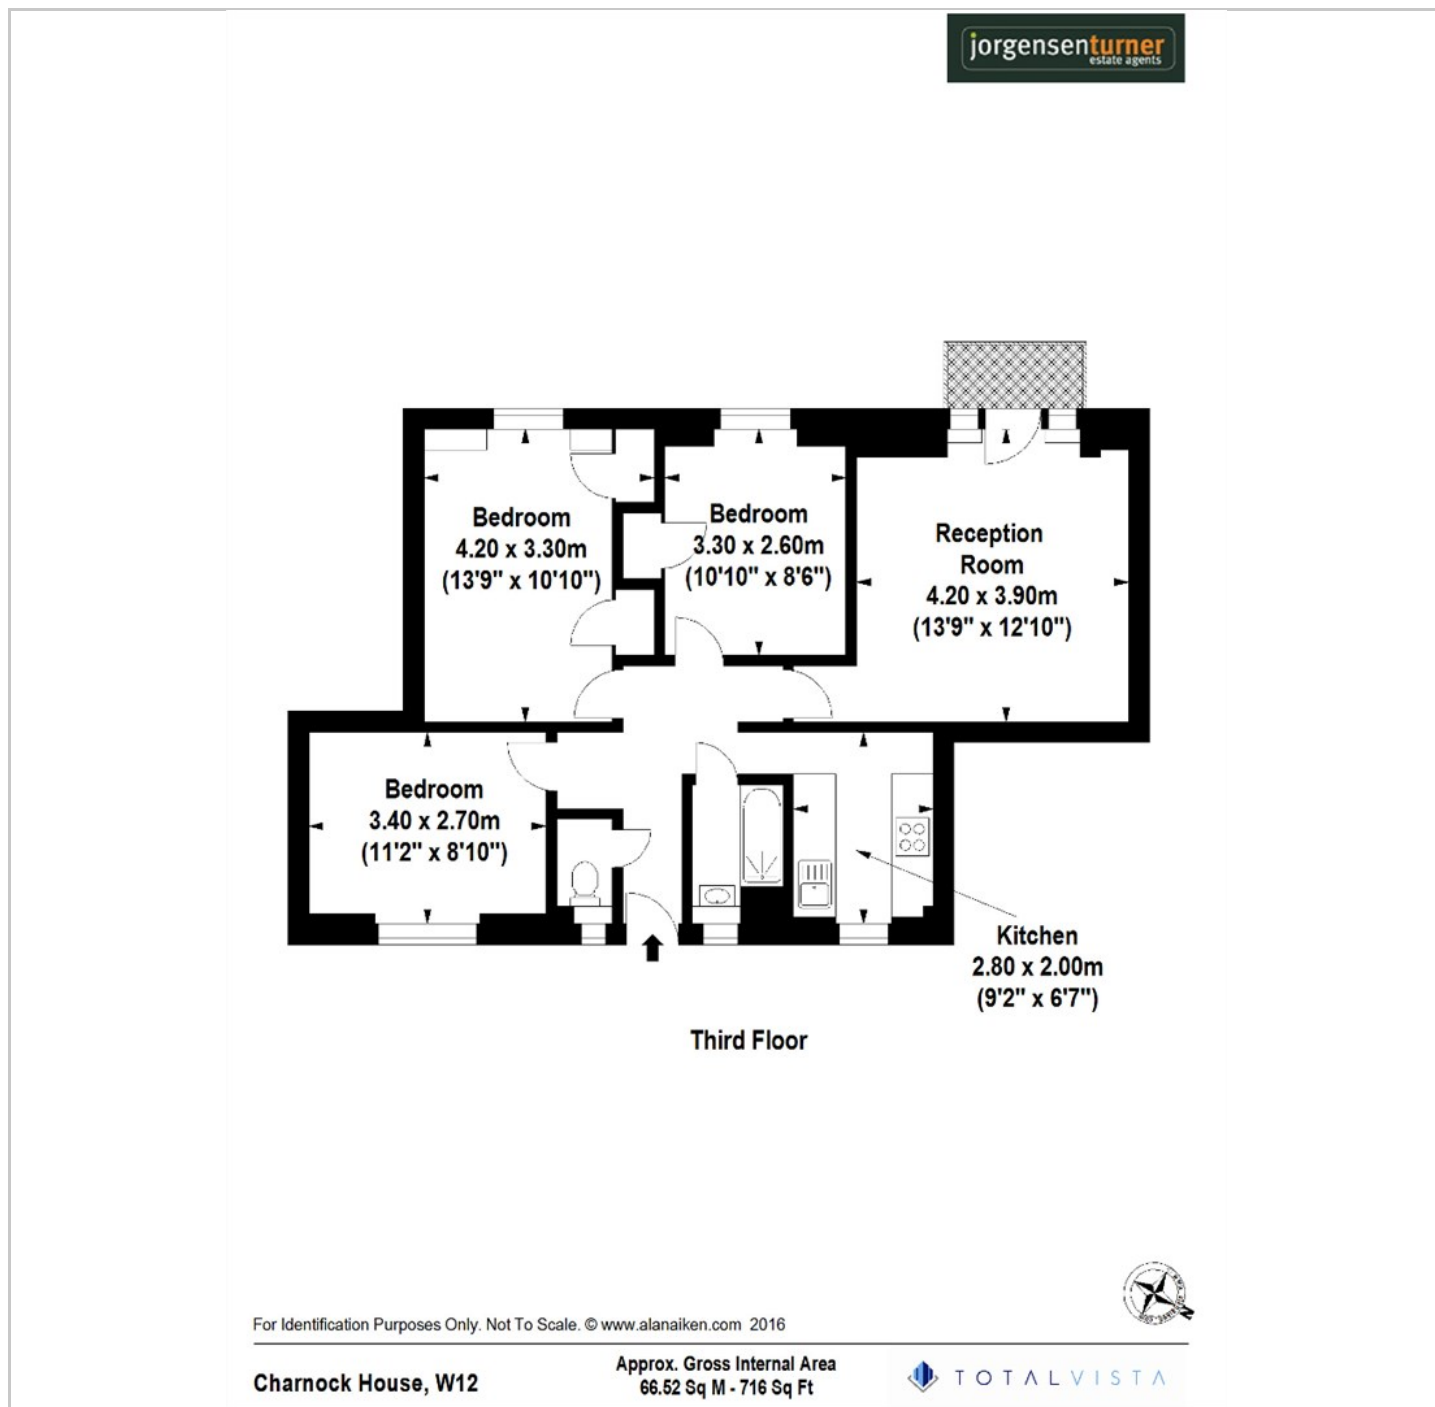 jorgensenturner
estate agents
Bedroom
4.20 x 3.30m
(13'9" x 10'10")
Bedroom
3.30 x 2.60m
(10'10" x 8'6")
Reception
Room
4.20 x 3.90m
(13'9" x 12'10")
Bedroom
3.40 x 2.70m
(11'2" x 8'10")
Kitchen
2.80 x 2.00m
(9'2" x 6'7")
Third Floor
For Identification Purposes Only. Not To Scale. © www.alanaiken.com 2016
Charnock House, W12
Approx. Gross Internal Area
66.52 Sq M - 716 Sq Ft
TOTALVISTA